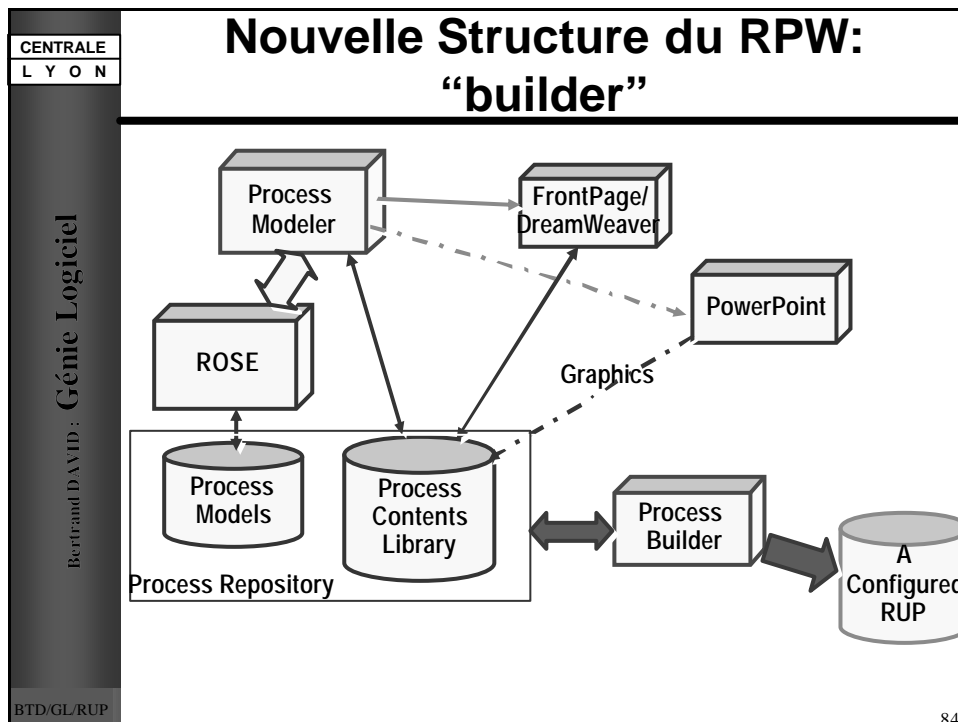 CENTRALE
L Y O N
Nouvelle Structure du RPW:
“builder”
Bertrand DAVID : Génie Logiciel
Process
Modeler
FrontPage/
DreamWeaver
PowerPoint
ROSE
Graphics
Process
Models
Process
Contents
Library
Process Repository
Process
Builder
A
Configured
RUP
BTD/GL/RUP
84